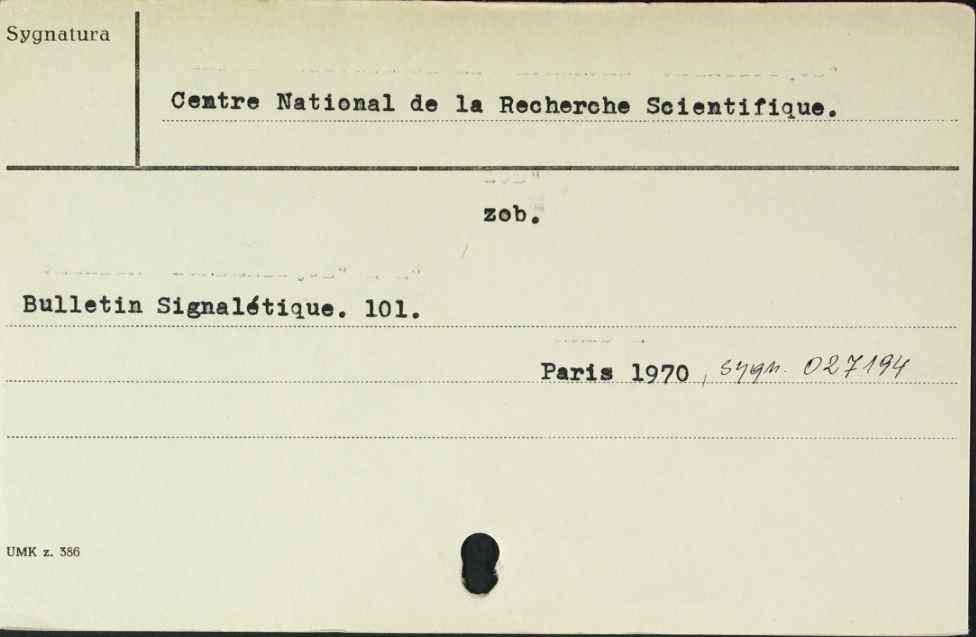 Sygnatura
Centre National de la Recherche Scientifique.
zob.
Bulletin Signalétique. 101.
Paris 1970, sygn. 027194
UMK z. 386